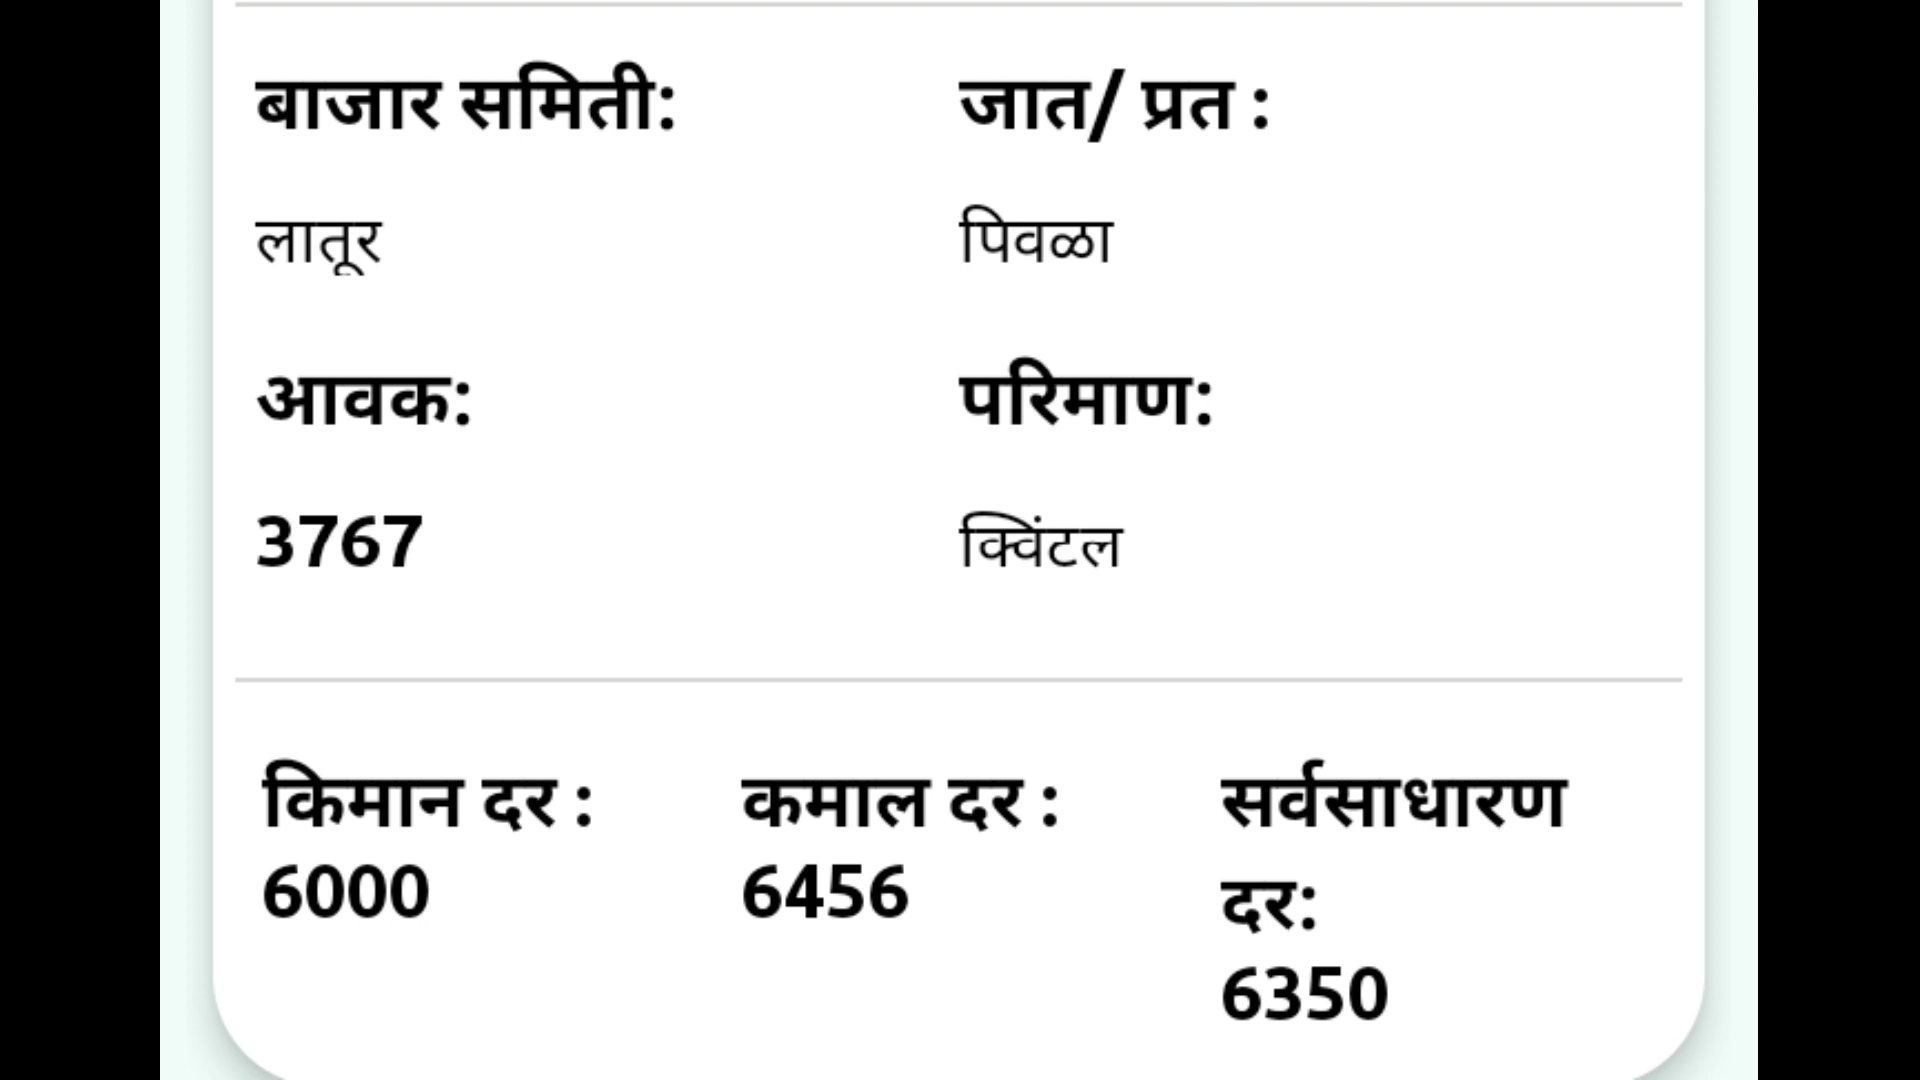 बाजार समिती:
जात/ प्रत :
लातूर
पिवळा
आवक:
परिमाण:
3767
क्विंटल
किमान दर :
6000
कमाल दर :
6456
सर्वसाधारण
दर:
6350